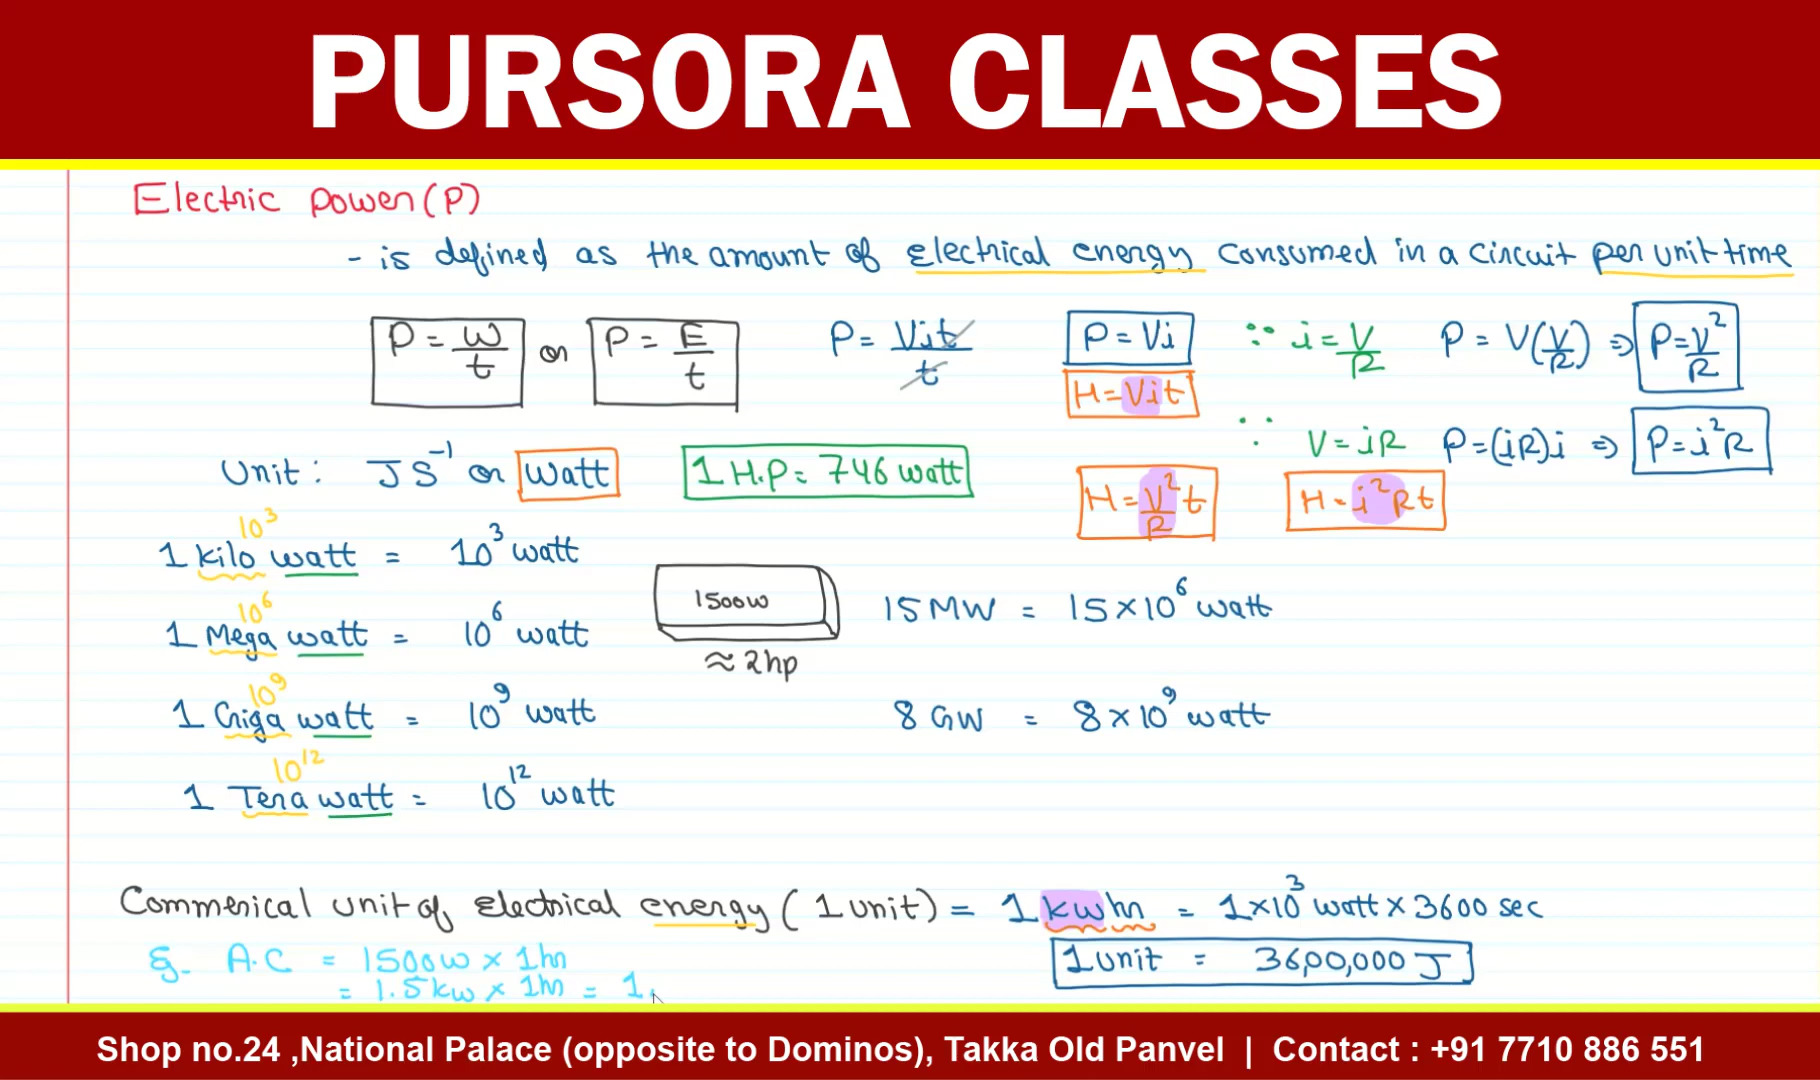 PURSORA CLASSES
Electric Power (P)
- is defined as the amount of electrical energy consumed in a circuit per unit time
P = W/t or P = E/t P = Vit/t P = Vi ∵ i = V/R P = V(V/R) ⇒ P = V²/R
H = Vit
∵ V = iR P = (iR)i ⇒ P = i²R
Unit : JS⁻¹ or Watt 1 H.P = 746 watt
H = V²/R t H = i²Rt
10³
1 kilo watt = 10³ watt
1500W
15 MW = 15 × 10⁶ watt
10⁶
1 Mega watt = 10⁶ watt
≈ 2hp
10⁹
1 Giga watt = 10⁹ watt 8 GW = 8 × 10⁹ watt
10¹²
1 Tera watt = 10¹² watt
Commerical unit of electrical energy ( 1 unit) = 1 kwhr = 1×10³ watt × 3600 sec
Eg. A.C = 1500w × 1hr 1 unit = 36,00,000 J
= 1.5kw × 1hr = 1.
Shop no.24 ,National Palace (opposite to Dominos), Takka Old Panvel | Contact : +91 7710 886 551